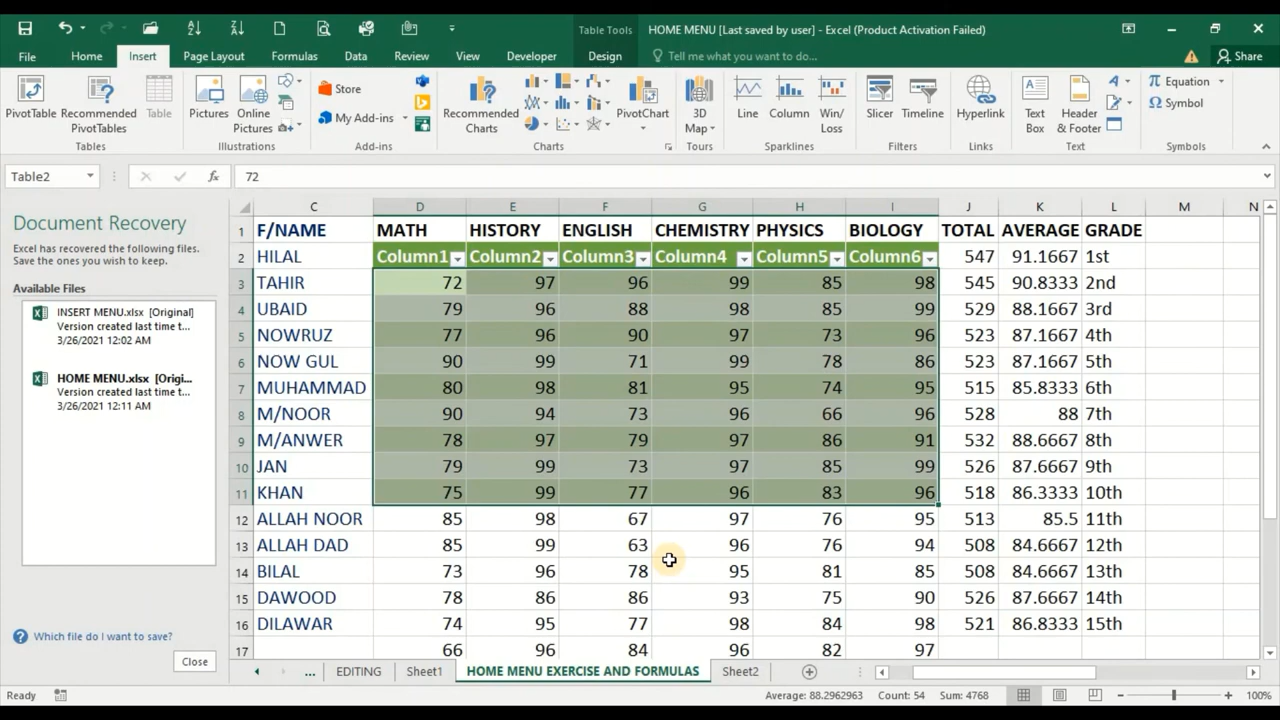 Table Tools
HOME MENU [Last saved by user] - Excel (Product Activation Failed)
File Home Insert Page Layout Formulas Data Review View Developer Design Tell me what you want to do... Share
PivotTable Recommended PivotTables Table Pictures Online Pictures Store My Add-ins Recommended Charts PivotChart 3D Map Line Column Win/Loss Slicer Timeline Hyperlink Text Box Header & Footer Equation Symbol
Tables Illustrations Add-ins Charts Tours Sparklines Filters Links Text Symbols
Table2 fx 72
Document Recovery
Excel has recovered the following files.
Save the ones you wish to keep.
Available Files
INSERT MENU.xlsx [Original]
Version created last time t...
3/26/2021 12:02 AM
HOME MENU.xlsx [Origi...
Version created last time t...
3/26/2021 12:11 AM
Which file do I want to save?
Close
C D E F G H I J K L M N
1 F/NAME MATH HISTORY ENGLISH CHEMISTRY PHYSICS BIOLOGY TOTAL AVERAGE GRADE
2 HILAL Column1 Column2 Column3 Column4 Column5 Column6 547 91.1667 1st
3 TAHIR 72 97 96 99 85 98 545 90.8333 2nd
4 UBAID 79 96 88 98 85 99 529 88.1667 3rd
5 NOWRUZ 77 96 90 97 73 96 523 87.1667 4th
6 NOW GUL 90 99 71 99 78 86 523 87.1667 5th
7 MUHAMMAD 80 98 81 95 74 95 515 85.8333 6th
8 M/NOOR 90 94 73 96 66 96 528 88 7th
9 M/ANWER 78 97 79 97 86 91 532 88.6667 8th
10 JAN 79 99 73 97 85 99 526 87.6667 9th
11 KHAN 75 99 77 96 83 96 518 86.3333 10th
12 ALLAH NOOR 85 98 67 97 76 95 513 85.5 11th
13 ALLAH DAD 85 99 63 96 76 94 508 84.6667 12th
14 BILAL 73 96 78 95 81 85 508 84.6667 13th
15 DAWOOD 78 86 86 93 75 90 526 87.6667 14th
16 DILAWAR 74 95 77 98 84 98 521 86.8333 15th
17 66 96 84 96 82 97
... EDITING Sheet1 HOME MENU EXERCISE AND FORMULAS Sheet2
Ready Average: 88.2962963 Count: 54 Sum: 4768 100%